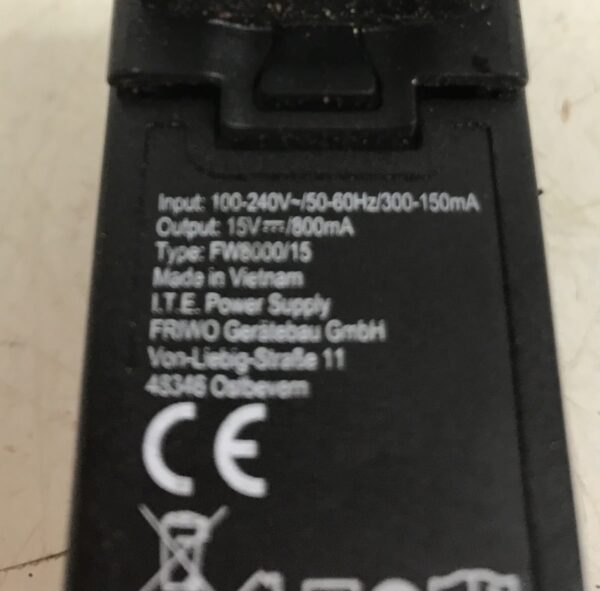 Input: 100-240V~/50-60Hz/300-150mA
Output: 15V⎓/800mA
Type: FW8000/15
Made in Vietnam
I.T.E. Power Supply
FRIWO Gerätebau GmbH
Von-Liebig-Straße 11
48346 Ostbevern
CE